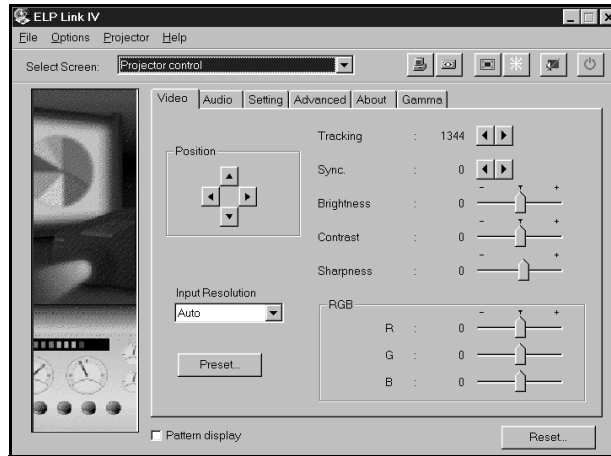 ELP Link IV
File Options Projector Help
Select Screen: Projector control
Video Audio Setting Advanced About Gamma
Position
Tracking : 1344
Sync. : 0
Brightness : 0 - +
Contrast : 0 - +
Sharpness : 0 - +
Input Resolution
Auto
Preset...
RGB
R : 0 - +
G : 0
B : 0
Pattern display
Reset...